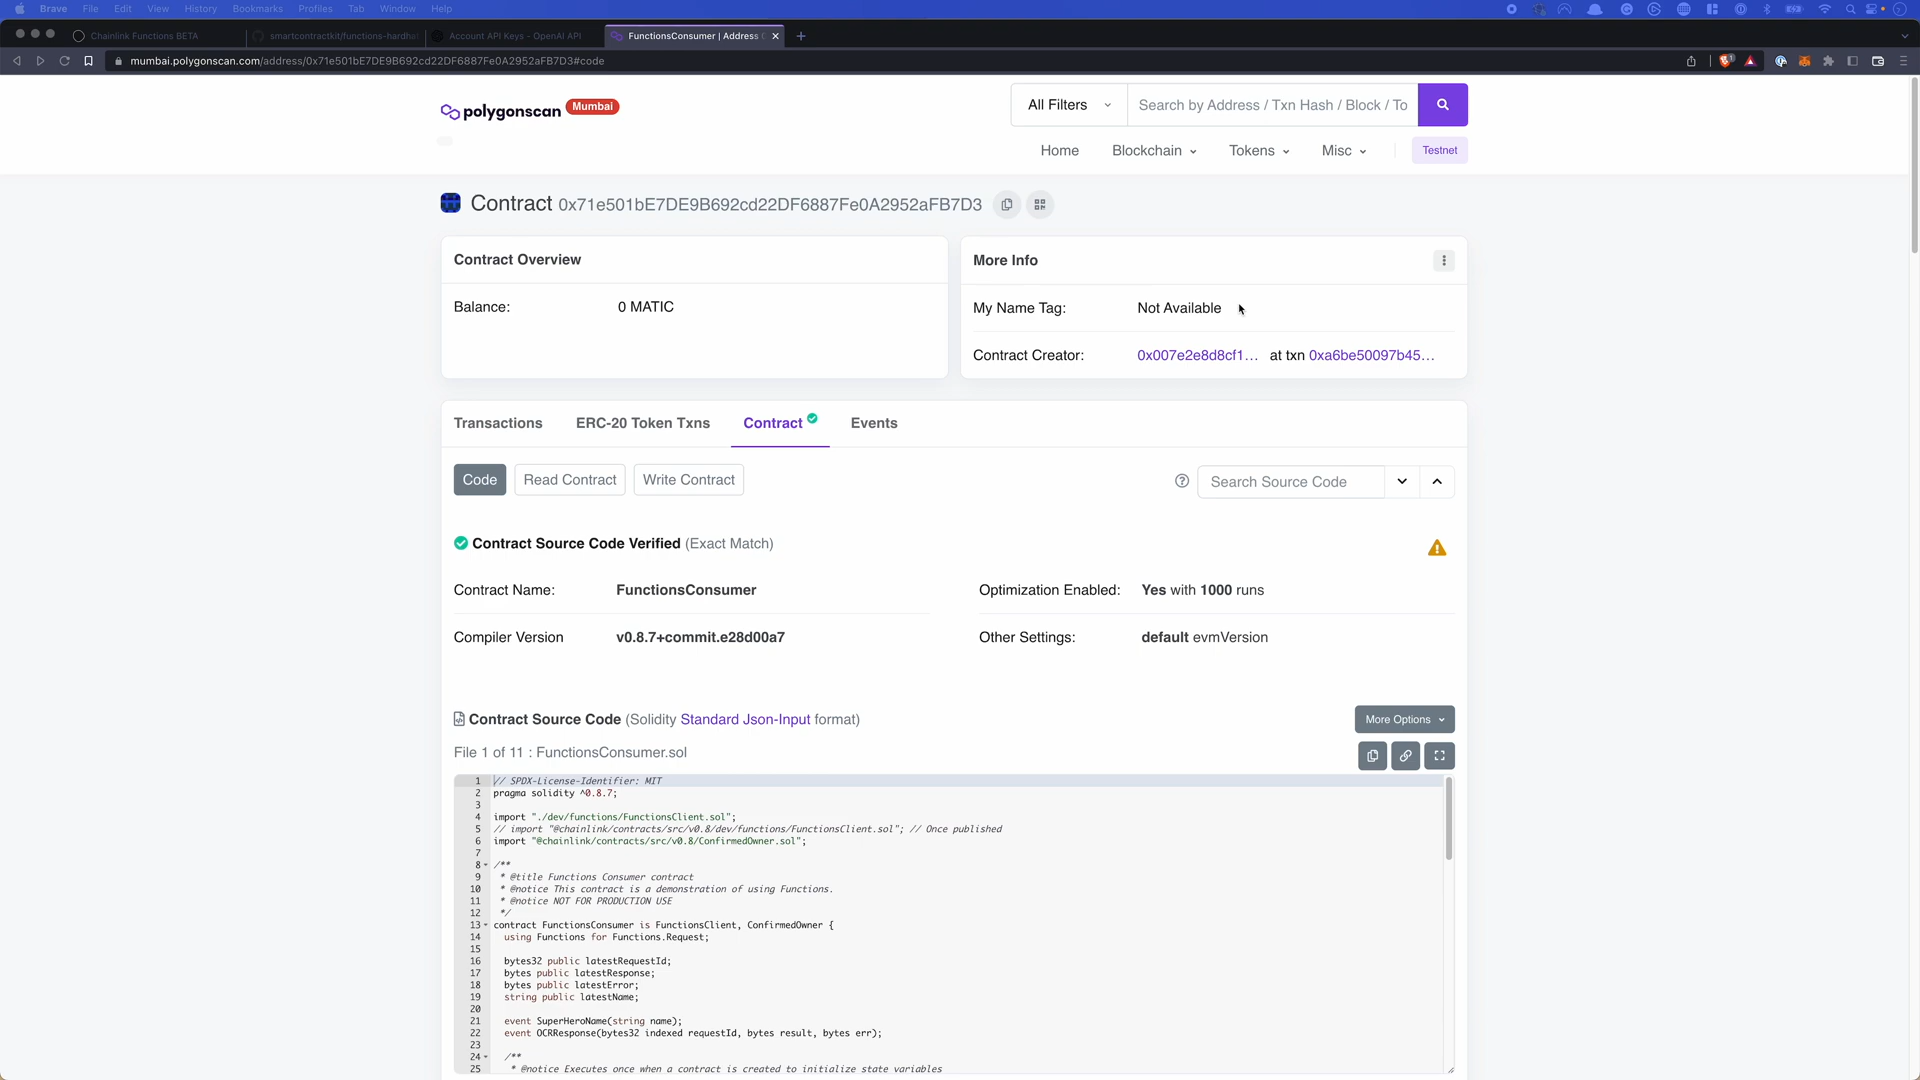 Brave File Edit View History Bookmarks Profiles Tab Window Help
Chainlink Functions BETA
smartcontractkit/functions-hardha
Account API Keys - OpenAI API
FunctionsConsumer | Address
mumbai.polygonscan.com/address/0x71e501bE7DE9B692cd22DF6887Fe0A2952aFB7D3#code
polygonscan Mumbai
All Filters
Search by Address / Txn Hash / Block / To
Home Blockchain Tokens Misc Testnet
Contract 0x71e501bE7DE9B692cd22DF6887Fe0A2952aFB7D3
Contract Overview
Balance: 0 MATIC
More Info
My Name Tag: Not Available
Contract Creator: 0x007e2e8d8cf1... at txn 0xa6be50097b45...
Transactions ERC-20 Token Txns Contract Events
Code Read Contract Write Contract
Search Source Code
Contract Source Code Verified (Exact Match)
Contract Name: FunctionsConsumer
Optimization Enabled: Yes with 1000 runs
Compiler Version v0.8.7+commit.e28d00a7
Other Settings: default evmVersion
Contract Source Code (Solidity Standard Json-Input format)
More Options
File 1 of 11 : FunctionsConsumer.sol
1 // SPDX-License-Identifier: MIT
2 pragma solidity ^0.8.7;
3
4 import "./dev/functions/FunctionsClient.sol";
5 // import "@chainlink/contracts/src/v0.8/dev/functions/FunctionsClient.sol"; // Once published
6 import "@chainlink/contracts/src/v0.8/ConfirmedOwner.sol";
7
8 /**
9 * @title Functions Consumer contract
10 * @notice This contract is a demonstration of using Functions.
11 * @notice NOT FOR PRODUCTION USE
12 */
13 contract FunctionsConsumer is FunctionsClient, ConfirmedOwner {
14 using Functions for Functions.Request;
15
16 bytes32 public latestRequestId;
17 bytes public latestResponse;
18 bytes public latestError;
19 string public latestName;
20
21 event SuperHeroName(string name);
22 event OCRResponse(bytes32 indexed requestId, bytes result, bytes err);
23
24 /**
25 * @notice Executes once when a contract is created to initialize state variables